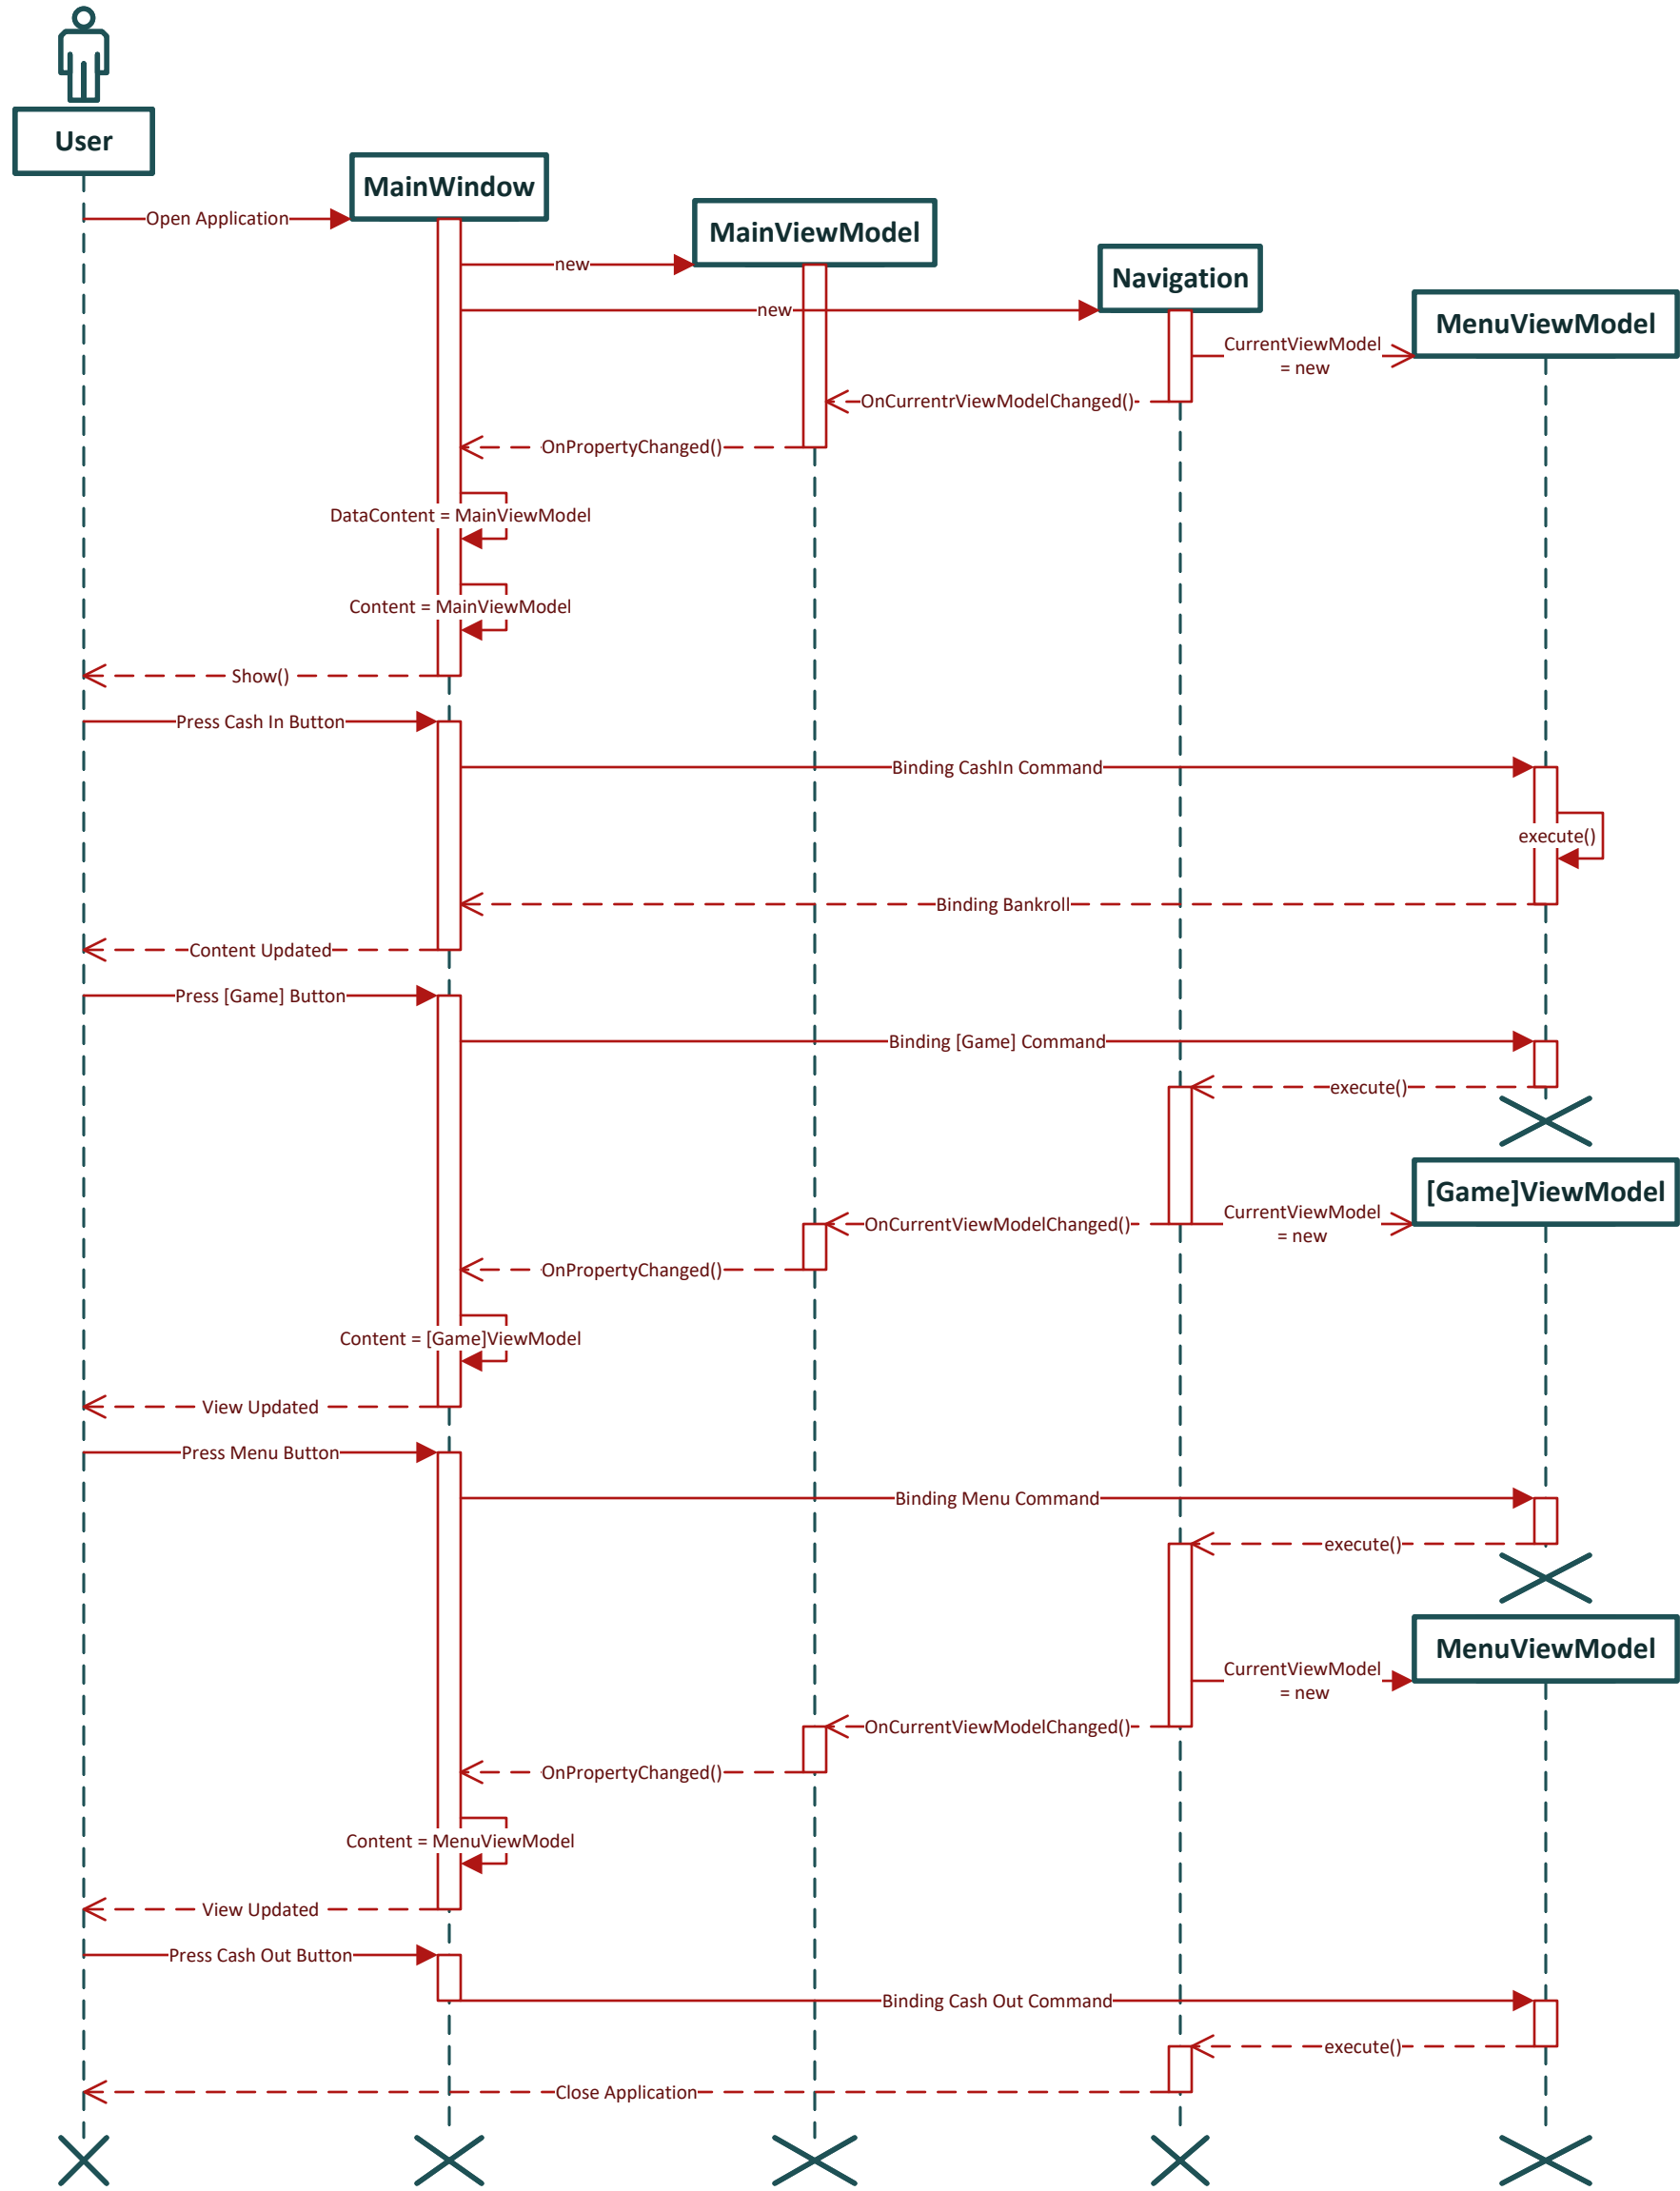 User
MainWindow
Open Application
MainViewModel
new
Navigation
new
MenuViewModel
CurrentViewModel
= new
OnCurrentrViewModelChanged()
OnPropertyChanged()
DataContent = MainViewModel
Content = MainViewModel
Show()
Press Cash In Button
Binding CashIn Command
execute()
Binding Bankroll
Content Updated
Press [Game] Button
Binding [Game] Command
execute()
[Game]ViewModel
OnCurrentViewModelChanged()
CurrentViewModel
= new
OnPropertyChanged()
Content = [Game]ViewModel
View Updated
Press Menu Button
Binding Menu Command
execute()
MenuViewModel
CurrentViewModel
= new
OnCurrentViewModelChanged()
OnPropertyChanged()
Content = MenuViewModel
View Updated
Press Cash Out Button
Binding Cash Out Command
execute()
Close Application